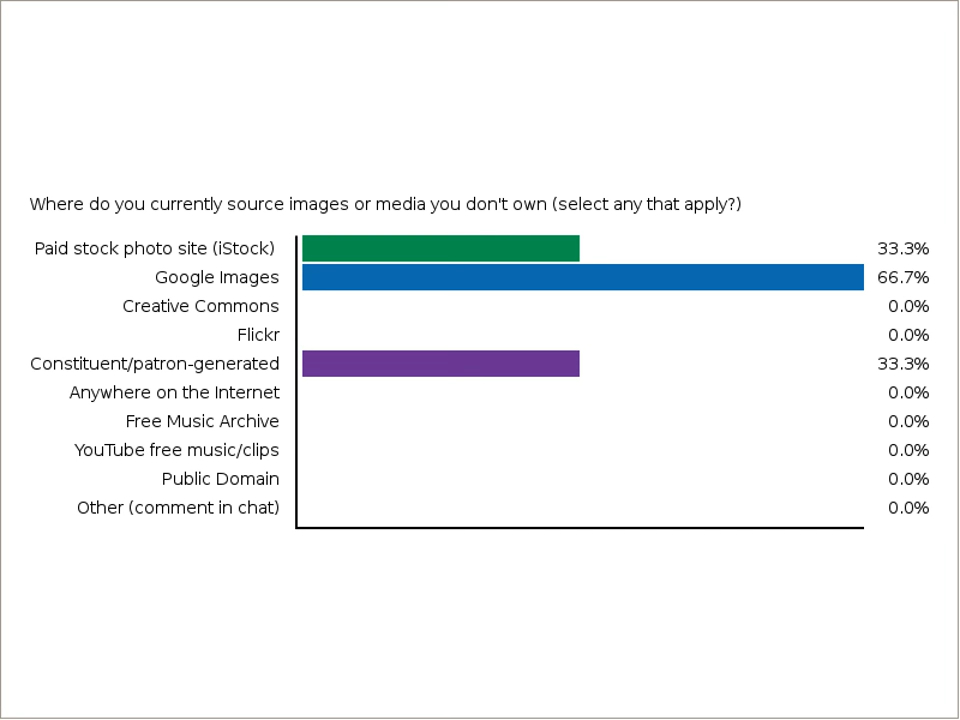 Where do you currently source images or media you don't own (select any that apply?)
Paid stock photo site (iStock) 33.3%
Google Images 66.7%
Creative Commons 0.0%
Flickr 0.0%
Constituent/patron-generated 33.3%
Anywhere on the Internet 0.0%
Free Music Archive 0.0%
YouTube free music/clips 0.0%
Public Domain 0.0%
Other (comment in chat) 0.0%